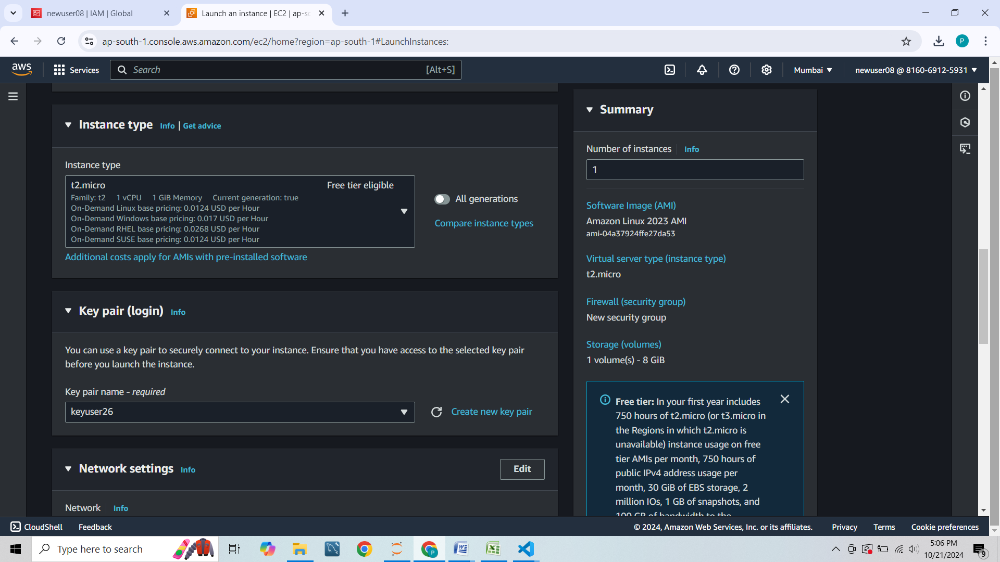 newuser08 | IAM | Global
Launch an instance | EC2 | ap-so
ap-south-1.console.aws.amazon.com/ec2/home?region=ap-south-1#LaunchInstances:
P
aws
Services
Search
[Alt+S]
Mumbai
newuser08 @ 8160-6912-5931
Instance type
Info | Get advice
Instance type
t2.micro
Free tier eligible
Family: t2 1 vCPU 1 GiB Memory Current generation: true
On-Demand Linux base pricing: 0.0124 USD per Hour
On-Demand Windows base pricing: 0.017 USD per Hour
On-Demand RHEL base pricing: 0.0268 USD per Hour
On-Demand SUSE base pricing: 0.0124 USD per Hour
All generations
Compare instance types
Additional costs apply for AMIs with pre-installed software
Key pair (login)
Info
You can use a key pair to securely connect to your instance. Ensure that you have access to the selected key pair
before you launch the instance.
Key pair name - required
keyuser26
Create new key pair
Network settings
Info
Edit
Network
Info
Summary
Number of instances
Info
1
Software Image (AMI)
Amazon Linux 2023 AMI
ami-04a37924ffe27da53
Virtual server type (instance type)
t2.micro
Firewall (security group)
New security group
Storage (volumes)
1 volume(s) - 8 GiB
Free tier: In your first year includes
750 hours of t2.micro (or t3.micro in
the Regions in which t2.micro is
unavailable) instance usage on free
tier AMIs per month, 750 hours of
public IPv4 address usage per
month, 30 GiB of EBS storage, 2
million IOs, 1 GB of snapshots, and
100 GB of bandwidth to the
CloudShell
Feedback
© 2024, Amazon Web Services, Inc. or its affiliates.
Privacy
Terms
Cookie preferences
Type here to search
P
5:06 PM
10/21/2024
9